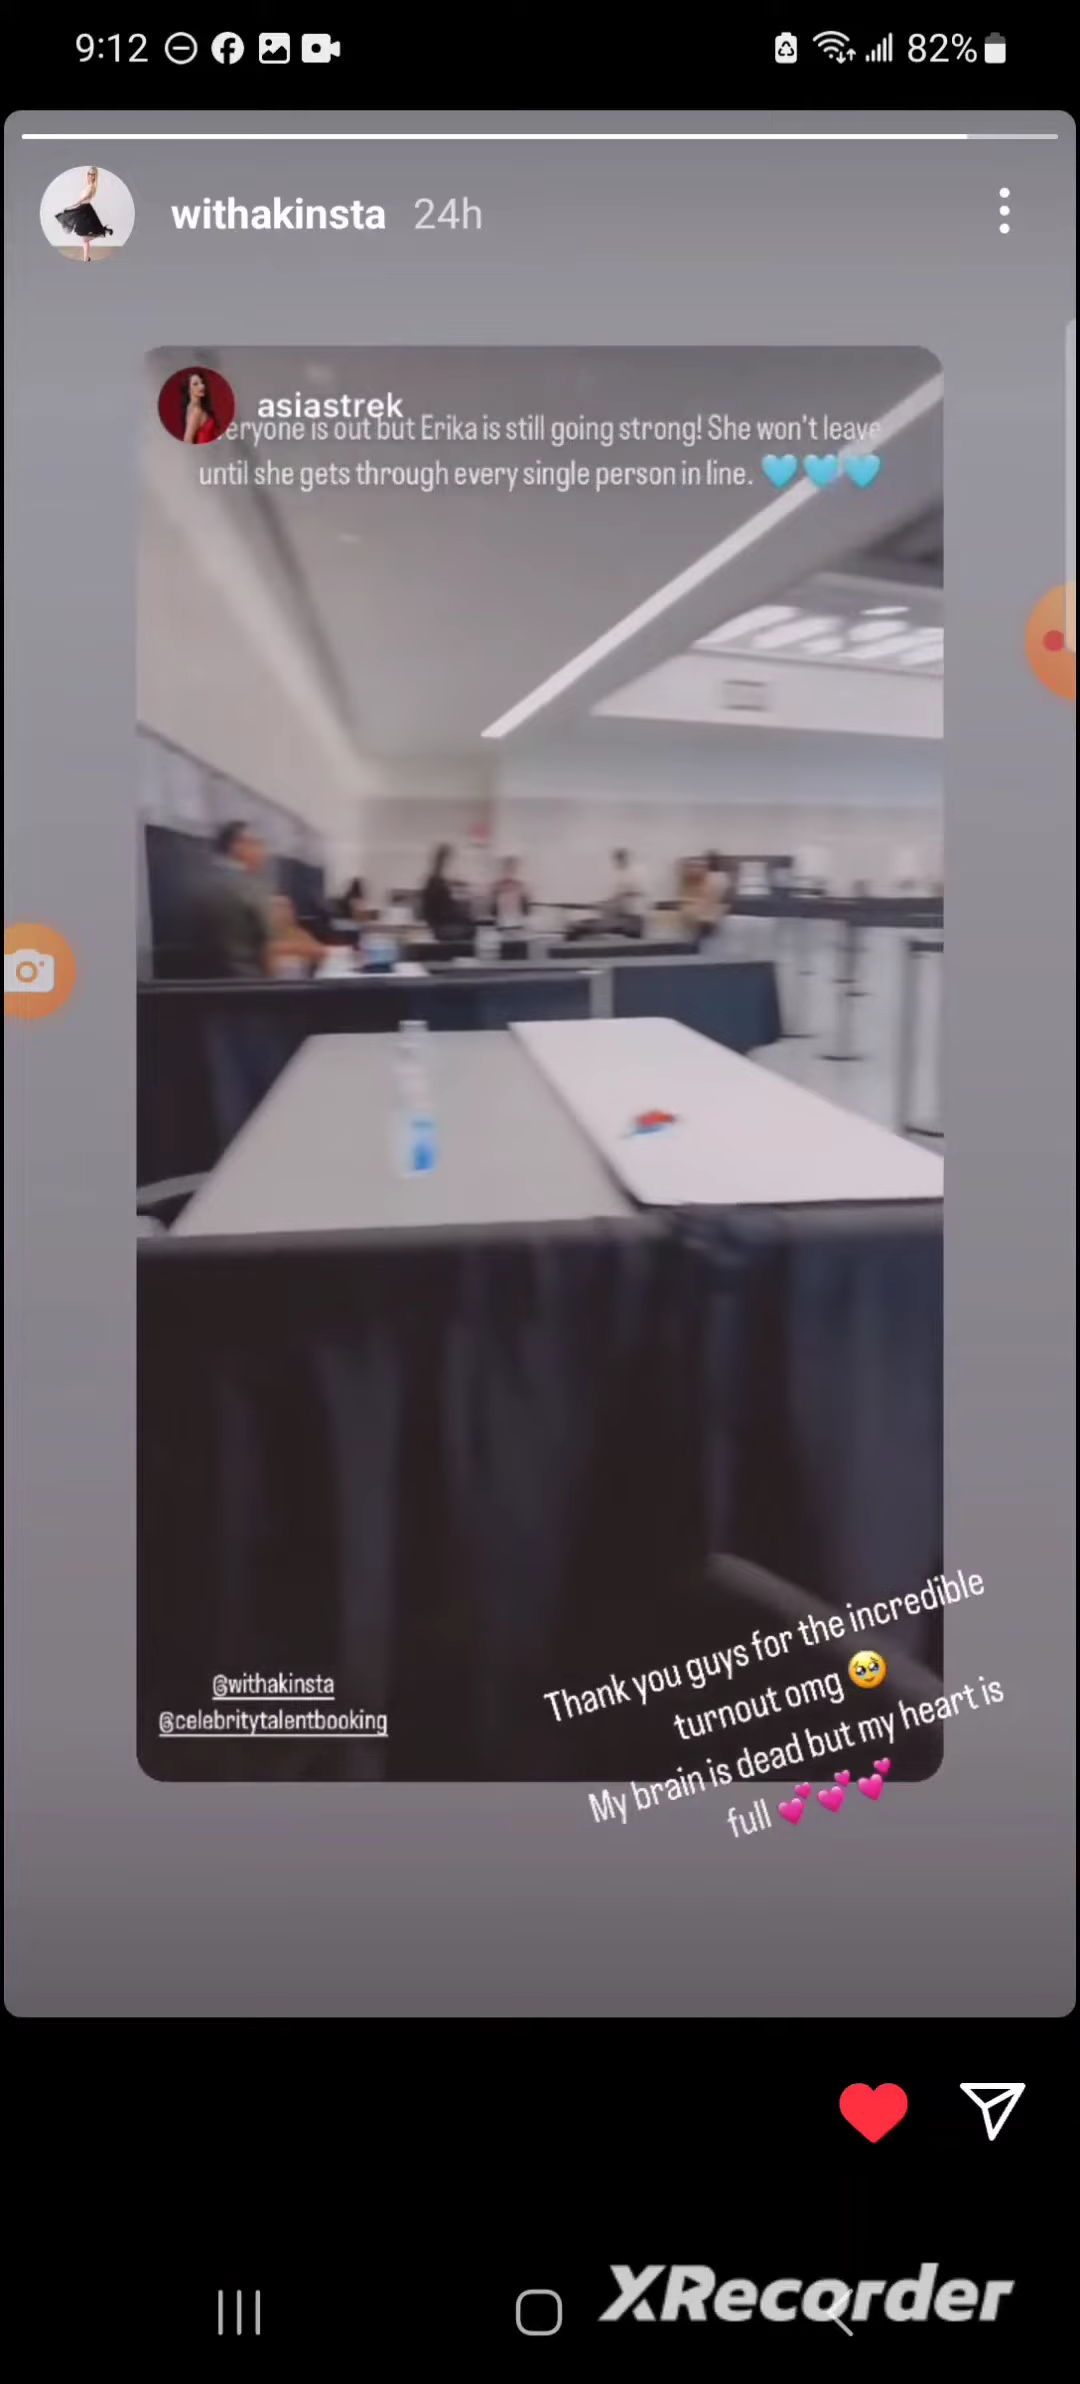 9:12
82%
withakinsta 24h
asiastrek
eryone is out but Erika is still going strong! She won't leave
until she gets through every single person in line. 🩵🩵🩵
Thank you guys for the incredible
turnout omg 🥹
My brain is dead but my heart is
full 💕💕💕
@withakinsta
@celebritytalentbooking
XRecorder